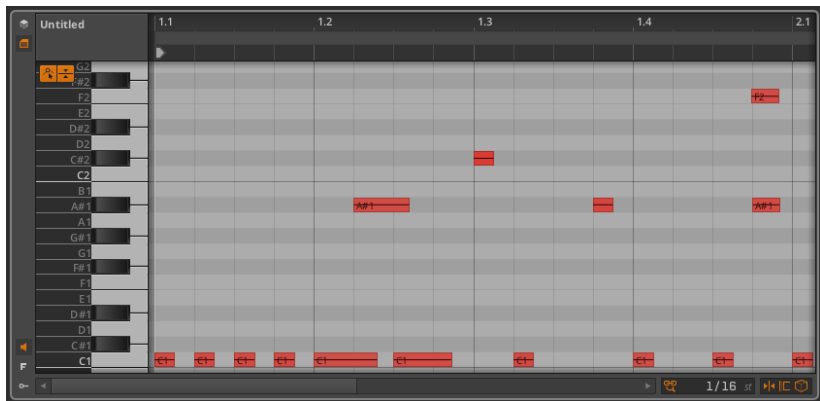 Untitled 1.1 1.2 1.3 1.4 2.1
G2
F#2
F2 F2
E2
D#2
D2
C#2
C2
B1
A#1 A#1 A#1
A1
G#1
G1
F#1
F1
E1
D#1
D1
C#1
C1 C1 C1 C1 C1 C1 C1 C1 C1 C1 C1
F
1/16 st